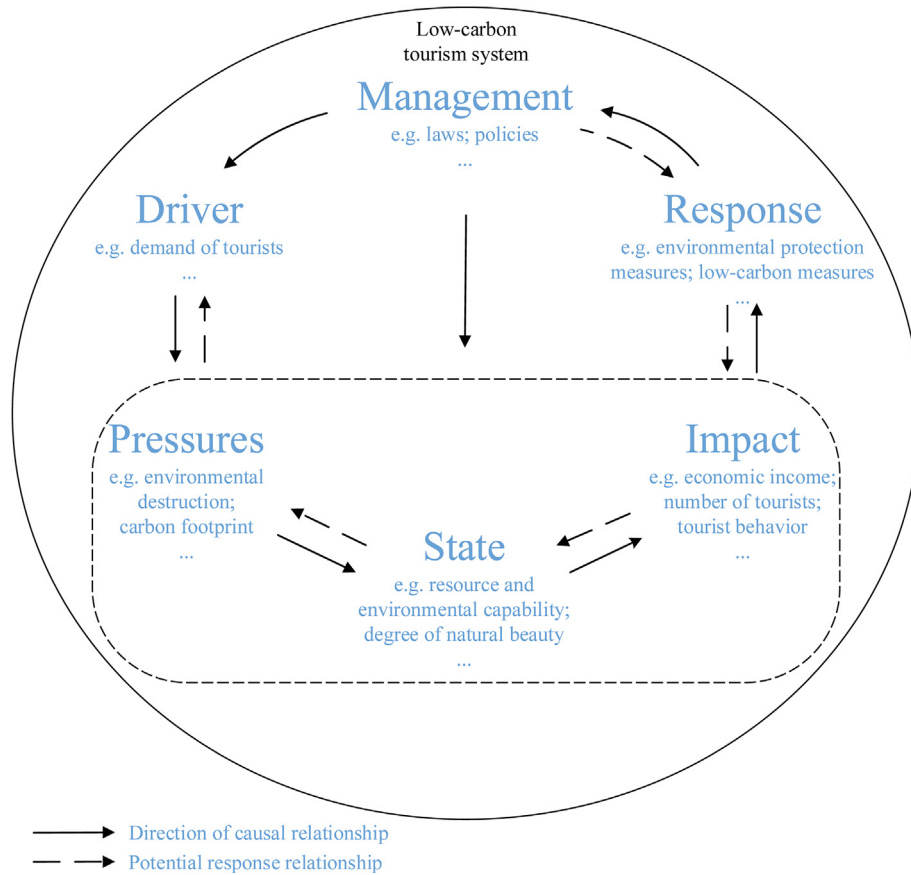 Low-carbon
tourism system
Management
e.g. laws; policies
...
Driver
e.g. demand of tourists
...
Response
e.g. environmental protection
measures; low-carbon measures
...
Pressures
e.g. environmental
destruction;
carbon footprint
...
State
e.g. resource and
environmental capability;
degree of natural beauty
...
Impact
e.g. economic income;
number of tourists;
tourist behavior
...
Direction of causal relationship
Potential response relationship